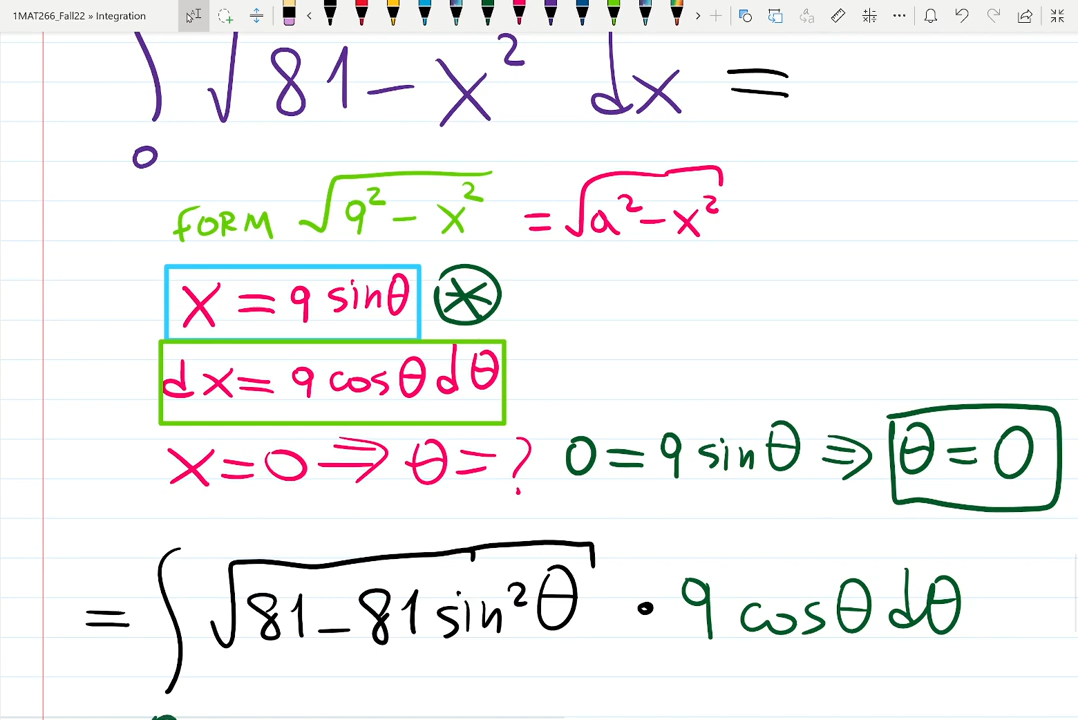 1MAT266_Fall22 » Integration
∫ √81 − x² dx =
0
FORM √9² − x² = √a² − x²
x = 9 sinθ *
dx = 9 cosθ dθ
x = 0 ⇒ θ = ? 0 = 9 sinθ ⇒ θ = 0
= ∫ √81 − 81 sin²θ · 9 cosθ dθ